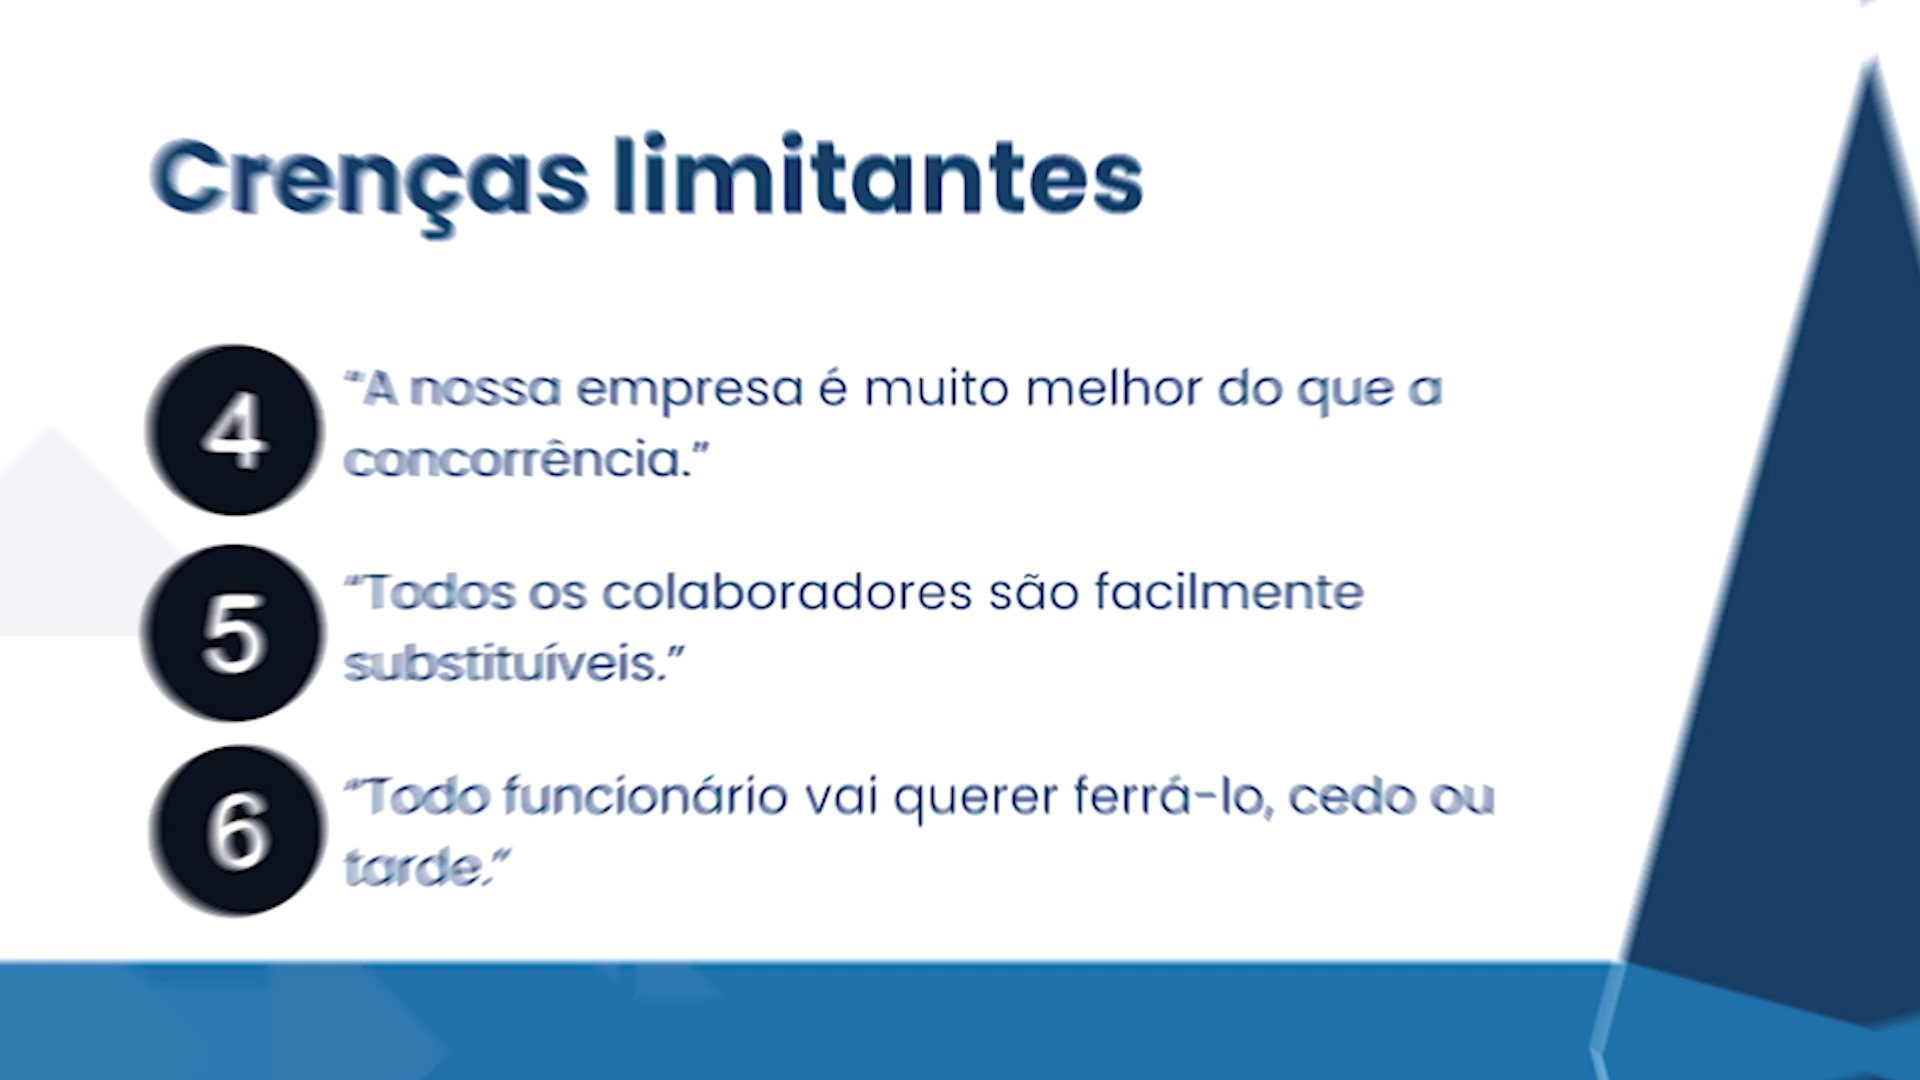 Crenças limitantes
4
“A nossa empresa é muito melhor do que a
concorrência.”
5
“Todos os colaboradores são facilmente
substituíveis.”
6
“Todo funcionário vai querer ferrá-lo, cedo ou
tarde.”